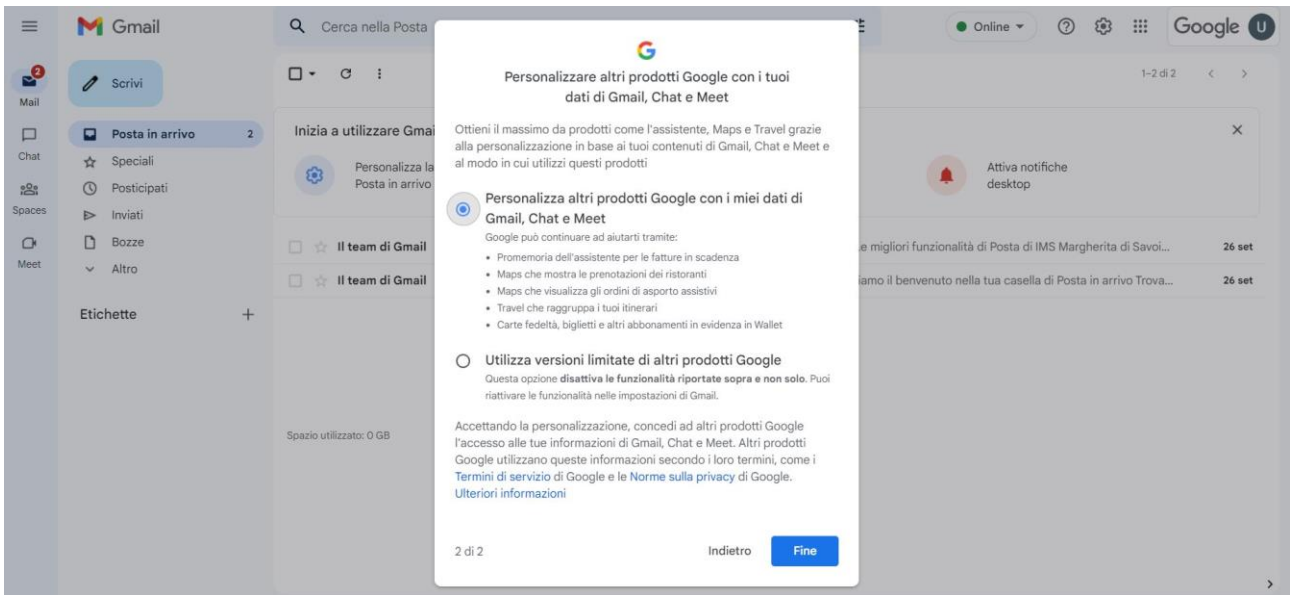 Gmail
Cerca nella Posta
Online
Google
U
2
Mail
Chat
Spaces
Meet
Scrivi
Posta in arrivo 2
Speciali
Posticipati
Inviati
Bozze
Altro
Etichette
1–2 di 2
Inizia a utilizzare Gmai
Personalizza la
Posta in arrivo
Attiva notifiche
desktop
Il team di Gmail
e migliori funzionalità di Posta di IMS Margherita di Savoi... 26 set
Il team di Gmail
iamo il benvenuto nella tua casella di Posta in arrivo Trova... 26 set
Spazio utilizzato: 0 GB
G
Personalizzare altri prodotti Google con i tuoi
dati di Gmail, Chat e Meet
Ottieni il massimo da prodotti come l'assistente, Maps e Travel grazie
alla personalizzazione in base ai tuoi contenuti di Gmail, Chat e Meet e
al modo in cui utilizzi questi prodotti
Personalizza altri prodotti Google con i miei dati di
Gmail, Chat e Meet
Google può continuare ad aiutarti tramite:
• Promemoria dell'assistente per le fatture in scadenza
• Maps che mostra le prenotazioni dei ristoranti
• Maps che visualizza gli ordini di asporto assistivi
• Travel che raggruppa i tuoi itinerari
• Carte fedeltà, biglietti e altri abbonamenti in evidenza in Wallet
Utilizza versioni limitate di altri prodotti Google
Questa opzione disattiva le funzionalità riportate sopra e non solo. Puoi
riattivare le funzionalità nelle impostazioni di Gmail.
Accettando la personalizzazione, concedi ad altri prodotti Google
l'accesso alle tue informazioni di Gmail, Chat e Meet. Altri prodotti
Google utilizzano queste informazioni secondo i loro termini, come i
Termini di servizio di Google e le Norme sulla privacy di Google.
Ulteriori informazioni
2 di 2
Indietro
Fine